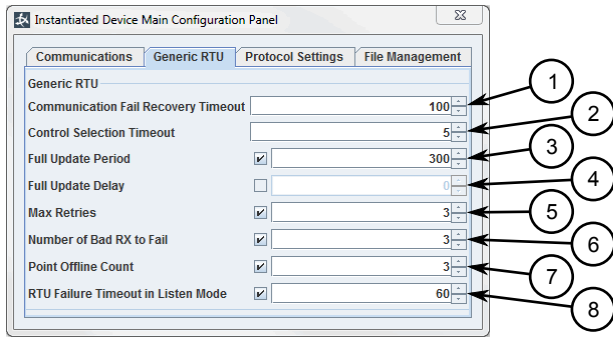 Instantiated Device Main Configuration Panel
Communications Generic RTU Protocol Settings File Management
Generic RTU
Communication Fail Recovery Timeout 100 1
Control Selection Timeout 5 2
Full Update Period 300 3
Full Update Delay 0 4
Max Retries 3 5
Number of Bad RX to Fail 3 6
Point Offline Count 3 7
RTU Failure Timeout in Listen Mode 60 8